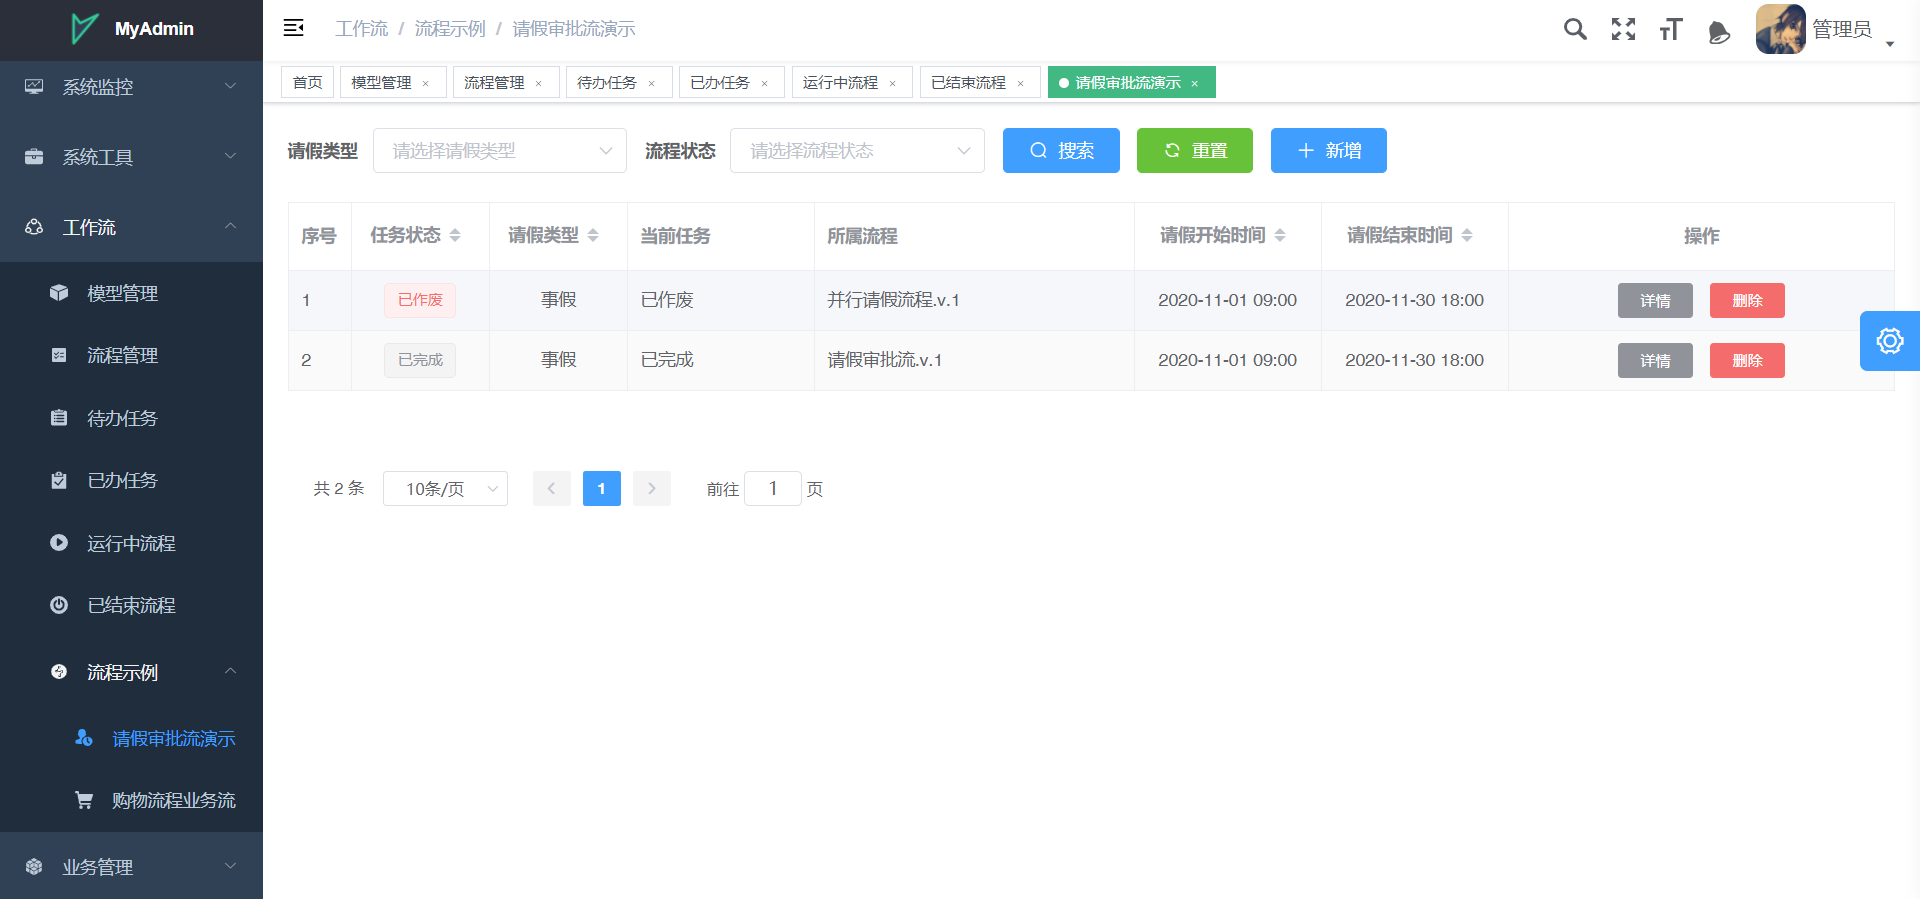 MyAdmin
系统监控
系统工具
工作流
模型管理
流程管理
待办任务
已办任务
运行中流程
已结束流程
流程示例
请假审批流演示
购物流程业务流
业务管理
工作流 / 流程示例 / 请假审批流演示
管理员
首页 模型管理 × 流程管理 × 待办任务 × 已办任务 × 运行中流程 × 已结束流程 × 请假审批流演示 ×
请假类型 请选择请假类型 流程状态 请选择流程状态 搜索 重置 新增
序号 任务状态 请假类型 当前任务 所属流程 请假开始时间 请假结束时间 操作
1 已作废 事假 已作废 并行请假流程.v.1 2020-11-01 09:00 2020-11-30 18:00 详情 删除
2 已完成 事假 已完成 请假审批流.v.1 2020-11-01 09:00 2020-11-30 18:00 详情 删除
共 2 条 10条/页 1 前往 1 页